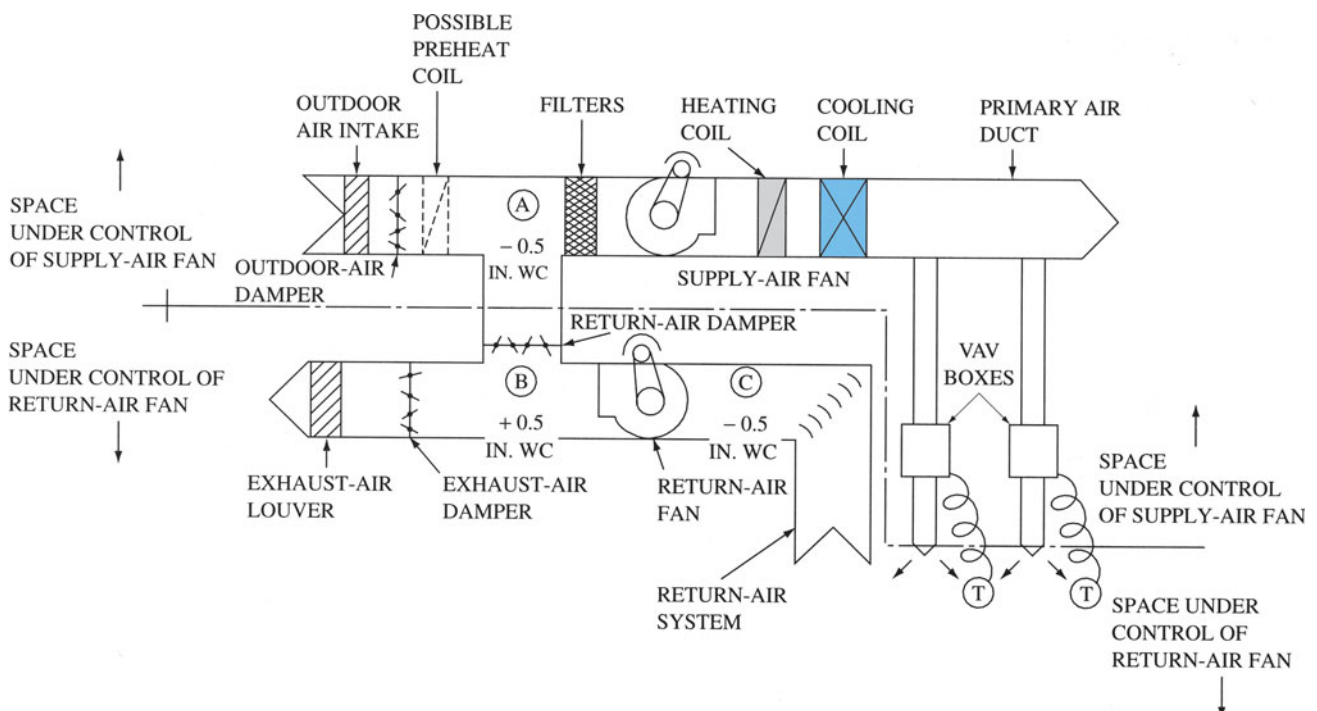 POSSIBLE
PREHEAT
COIL
OUTDOOR
AIR INTAKE
FILTERS
HEATING
COIL
COOLING
COIL
PRIMARY AIR
DUCT
SPACE
UNDER CONTROL
OF SUPPLY-AIR FAN
A
– 0.5
IN. WC
OUTDOOR-AIR
DAMPER
SUPPLY-AIR FAN
RETURN-AIR DAMPER
SPACE
UNDER CONTROL OF
RETURN-AIR FAN
VAV
BOXES
B
+ 0.5
IN. WC
C
– 0.5
IN. WC
EXHAUST-AIR
LOUVER
EXHAUST-AIR
DAMPER
RETURN-AIR
FAN
SPACE
UNDER CONTROL
OF SUPPLY-AIR FAN
RETURN-AIR
SYSTEM
T
T
SPACE UNDER
CONTROL OF
RETURN-AIR FAN